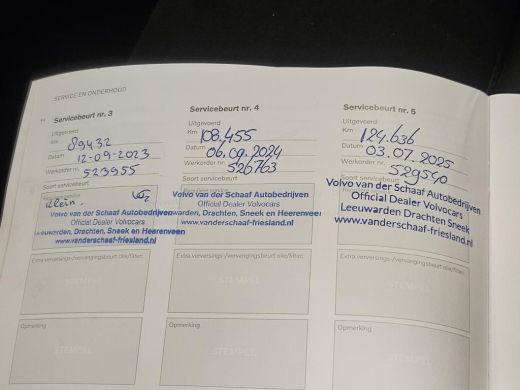 SERVICE EN ONDERHOUD
44
Servicebeurt nr. 3
Uitgevoerd
Km 89432
Datum 12-09-2023
Werkorder nr. 523955
Soort servicebeurt
Klein.
Volvo van der Schaaf Autobedrijven
Official Dealer Volvocars
Leeuwarden, Drachten, Sneek en Heerenveen
www.vanderschaaf-friesland.nl
Extra verversings-/vervangingsbeurt olie/filter:
STEMPEL
Opmerking
STEMPEL
Servicebeurt nr. 4
Uitgevoerd
Km 108.455
Datum 06.09.2024
Werkorder nr. 526763
Soort servicebeurt
Volvo van der Schaaf Autobedrijven
Official Dealer Volvocars
Leeuwarden, Drachten, Sneek en Heerenveen
www.vanderschaaf-friesland.nl
Extra verversings-/vervangingsbeurt olie/filter:
STEMPEL
Opmerking
STEMPEL
Servicebeurt nr. 5
Uitgevoerd
Km 124.636
Datum 03.07.2025
Werkorder nr. 529540
Soort servicebeurt
Volvo van der Schaaf Autobedrijven
Official Dealer Volvocars
Leeuwarden Drachten Sneek
www.vanderschaaf-friesland.nl
Extra verversings-/vervangingsbeurt olie/filter:
STEMPEL
Opmerking
STEMPEL